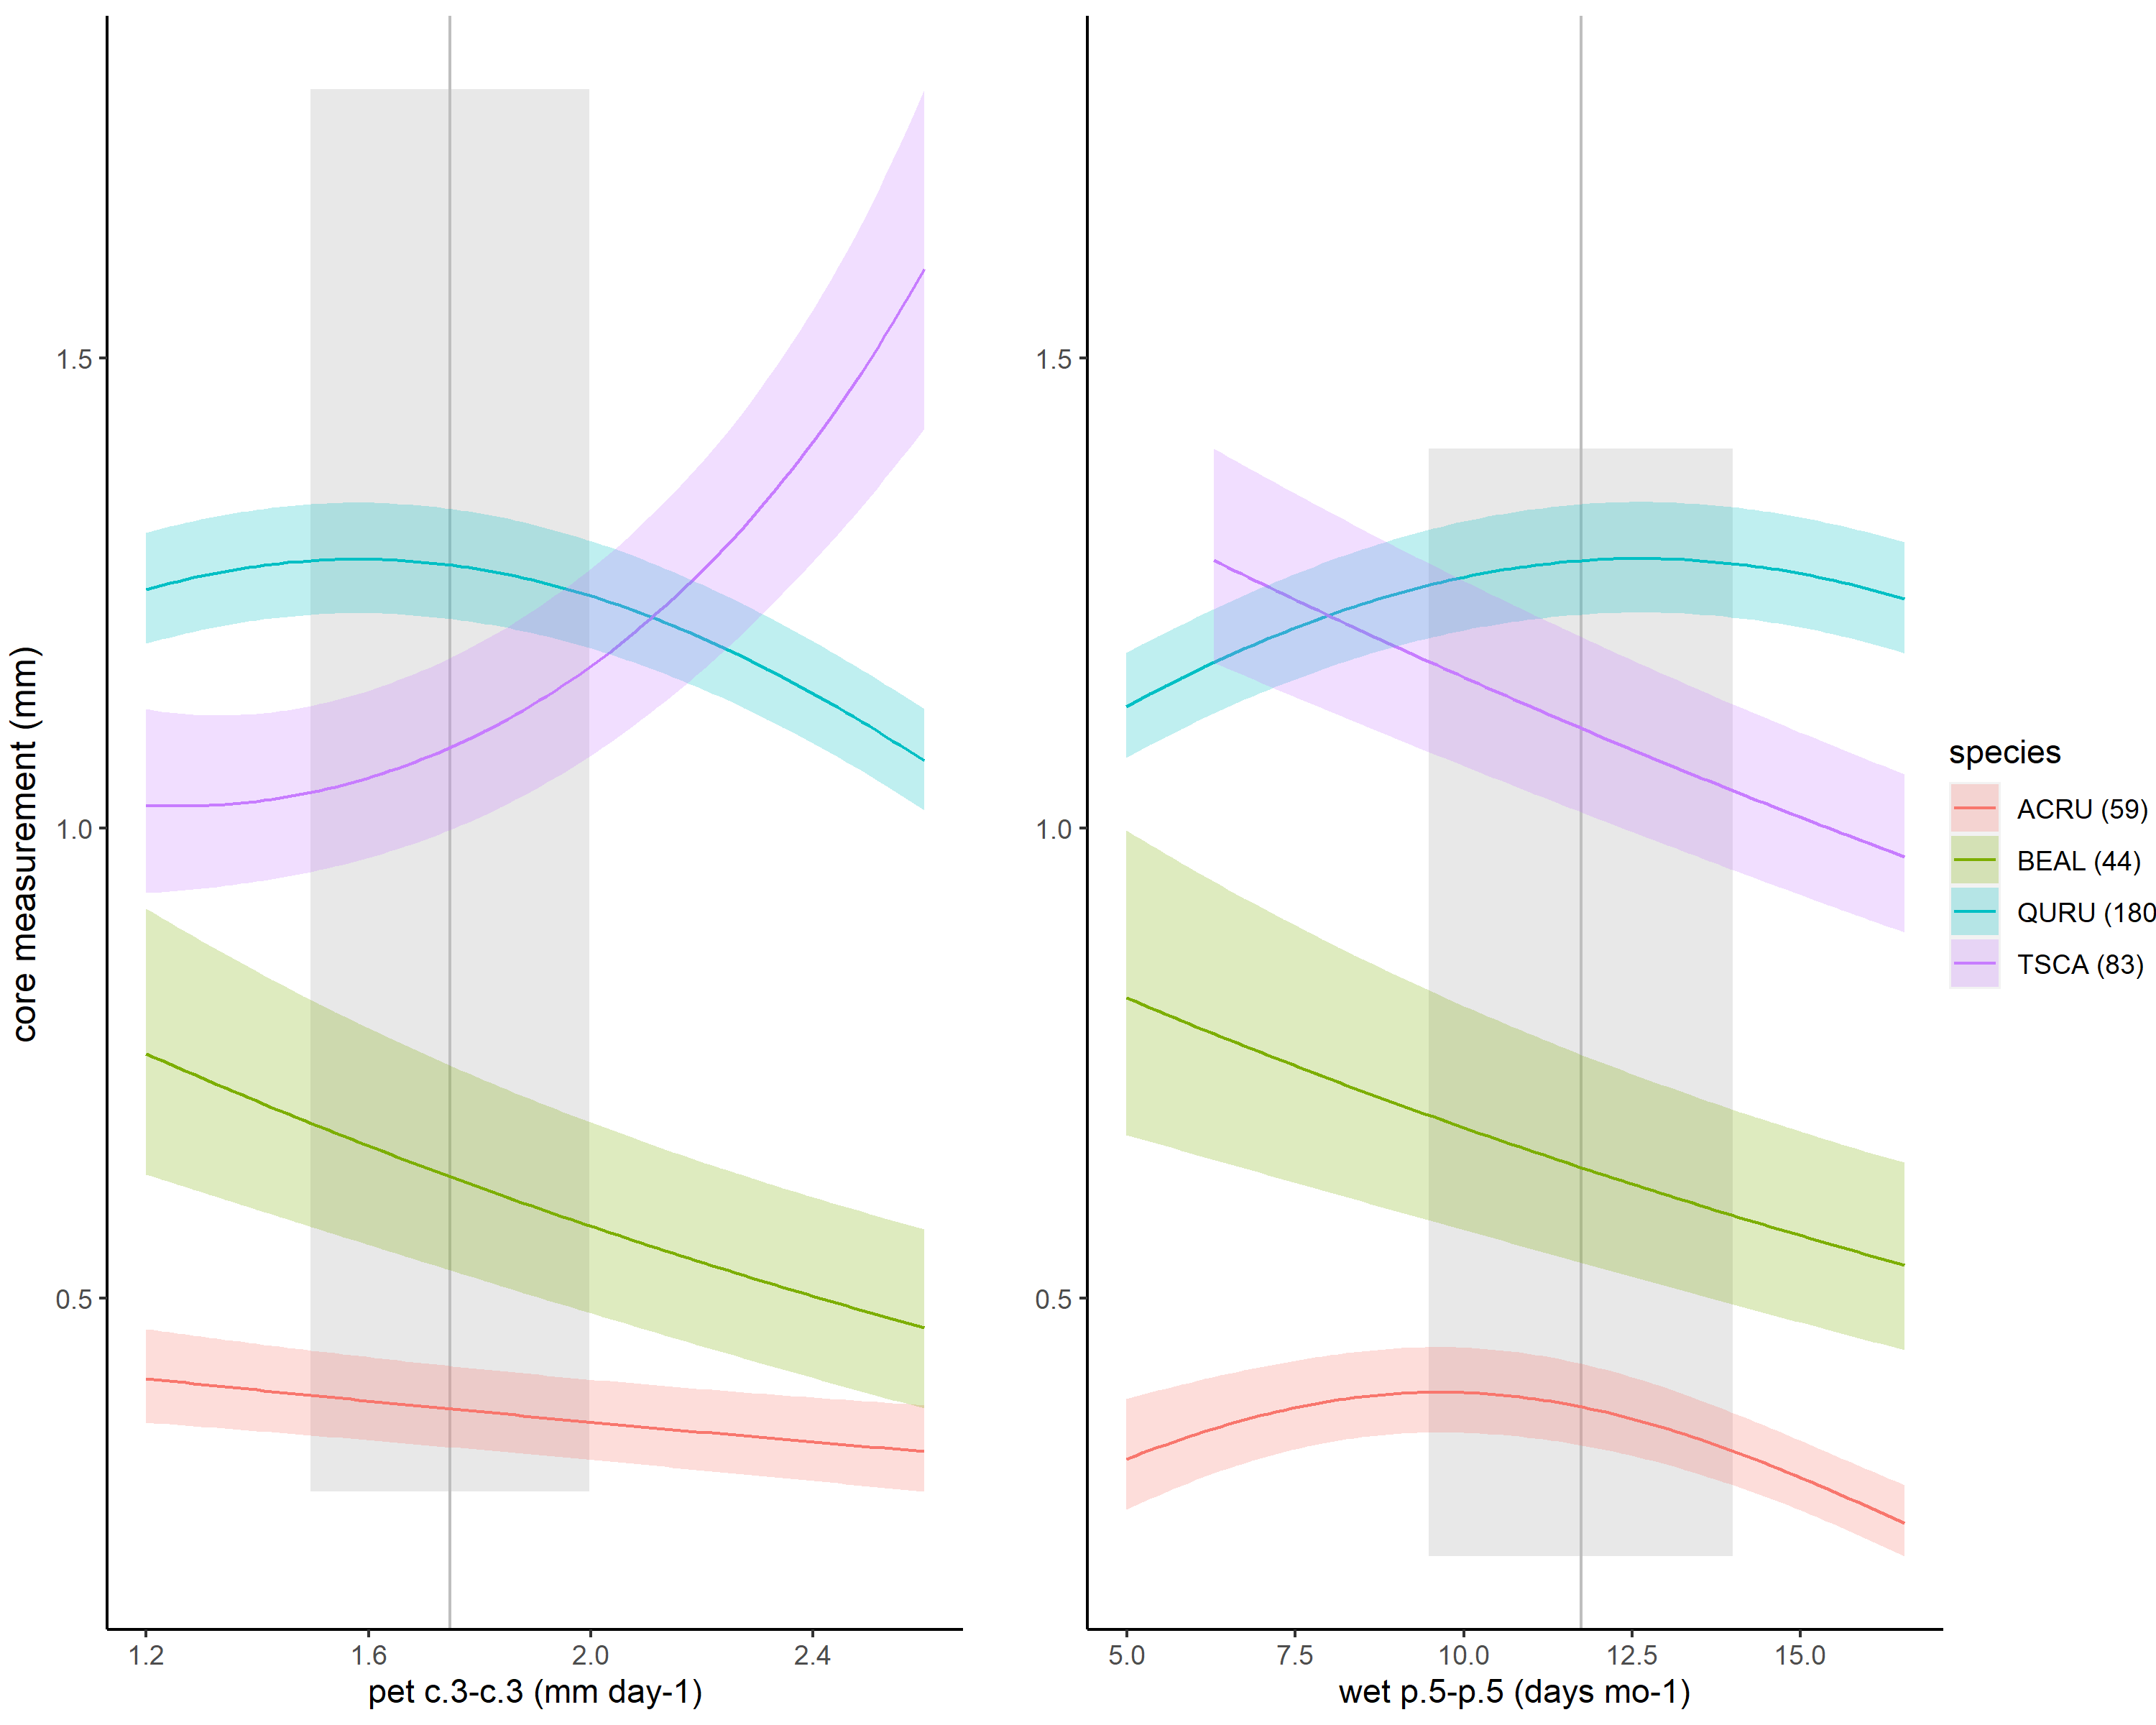 core measurement (mm)
1.5
1.0
0.5
1.2 1.6 2.0 2.4
pet c.3-c.3 (mm day-1)
1.5
1.0
0.5
5.0 7.5 10.0 12.5 15.0
wet p.5-p.5 (days mo-1)
species
ACRU (59)
BEAL (44)
QURU (180
TSCA (83)